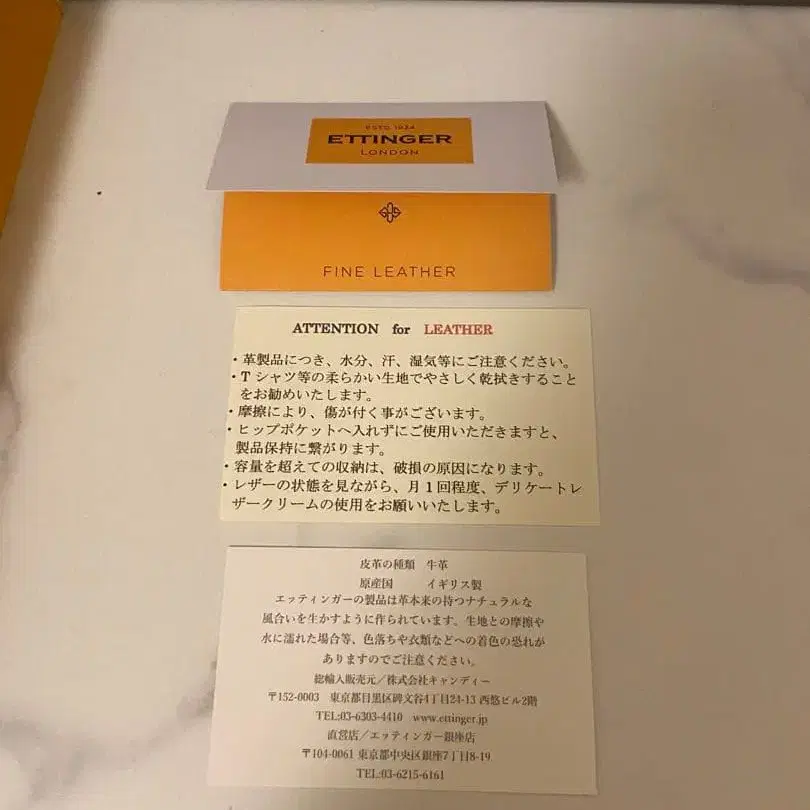 ESTD 1934
ETTINGER
LONDON
FINE LEATHER
ATTENTION for LEATHER
・革製品につき、水分、汗、湿気等にご注意ください。
・Tシャツ等の柔らかい生地でやさしく乾拭きすること
をお勧めいたします。
・摩擦により、傷が付く事がございます。
・ヒップポケットへ入れずにご使用いただきますと、
製品保持に繋がります。
・容量を超えての収納は、破損の原因になります。
・レザーの状態を見ながら、月1回程度、デリケートレ
ザークリームの使用をお願いいたします。
皮革の種類 牛革
原産国 イギリス製
エッティンガーの製品は革本来の持つナチュラルな
風合いを生かすように作られています。生地との摩擦や
水に濡れた場合等、色落ちや衣類などへの着色の恐れが
ありますのでご注意ください。
総輸入販売元／株式会社キャンディー
〒152-0003 東京都目黒区碑文谷4丁目24-13 西悠ビル2階
TEL:03-6303-4410 www.ettinger.jp
直営店／エッティンガー銀座店
〒104-0061 東京都中央区銀座7丁目8-19
TEL:03-6215-6161